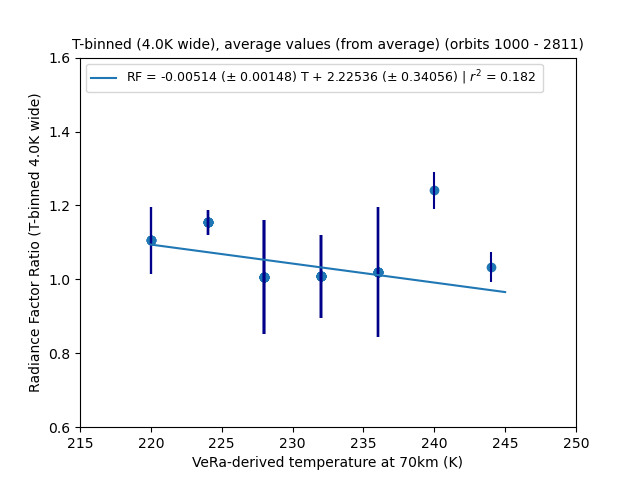 T-binned (4.0K wide), average values (from average) (orbits 1000 - 2811)
RF = -0.00514 (± 0.00148) T + 2.22536 (± 0.34056) | r² = 0.182
Radiance Factor Ratio (T-binned 4.0K wide)
1.6
1.4
1.2
1.0
0.8
0.6
215 220 225 230 235 240 245 250
VeRa-derived temperature at 70km (K)